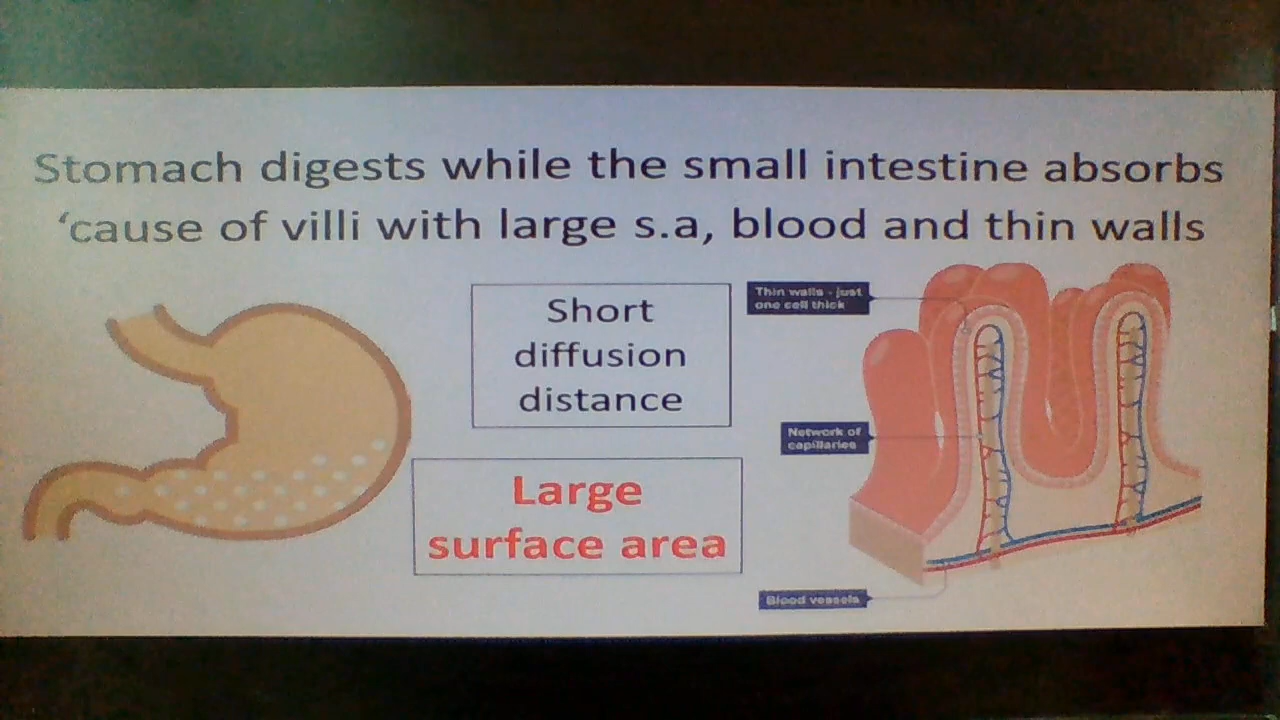 Stomach digests while the small intestine absorbs
‘cause of villi with large s.a, blood and thin walls
Short
diffusion
distance
Large
surface area
Thin walls - just
one cell thick
Network of
capillaries
Blood vessels